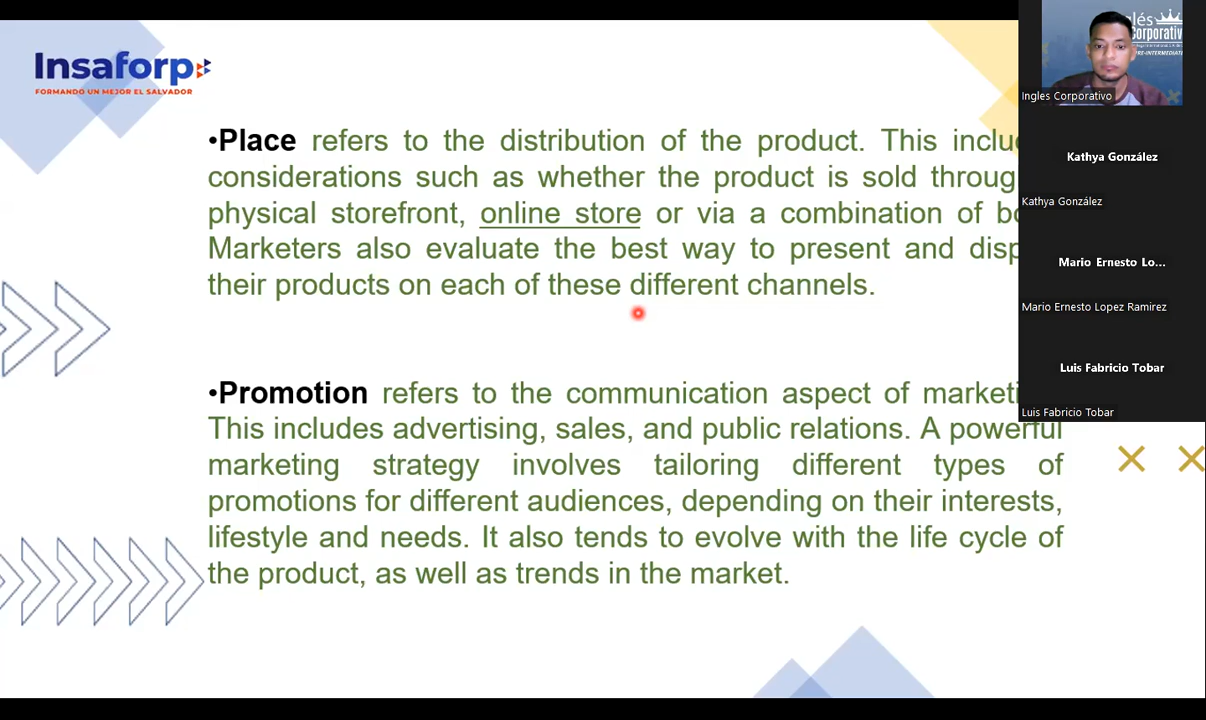 Insaforp
FORMANDO UN MEJOR EL SALVADOR
•Place refers to the distribution of the product. This
considerations such as whether the product is sold
physical storefront, online store or via a combination of
Marketers also evaluate the best way to present and
their products on each of these different channels.
•Promotion refers to the communication aspect of
This includes advertising, sales, and public relations. A powerful
marketing strategy involves tailoring different types of
promotions for different audiences, depending on their interests,
lifestyle and needs. It also tends to evolve with the life cycle of
the product, as well as trends in the market.
Ingles Corporativo
Kathya González
Kathya González
Mario Ernesto Lo...
Mario Ernesto Lopez Ramirez
Luis Fabricio Tobar
Luis Fabricio Tobar